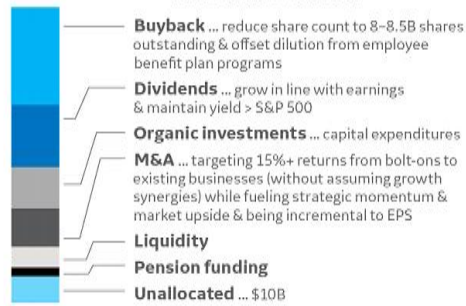 Buyback ... reduce share count to 8–8.5B shares
outstanding & offset dilution from employee
benefit plan programs
Dividends ... grow in line with earnings
& maintain yield > S&P 500
Organic investments ... capital expenditures
M&A ... targeting 15%+ returns from bolt-ons to
existing businesses (without assuming growth
synergies) while fueling strategic momentum &
market upside & being incremental to EPS
Liquidity
Pension funding
Unallocated ... $10B